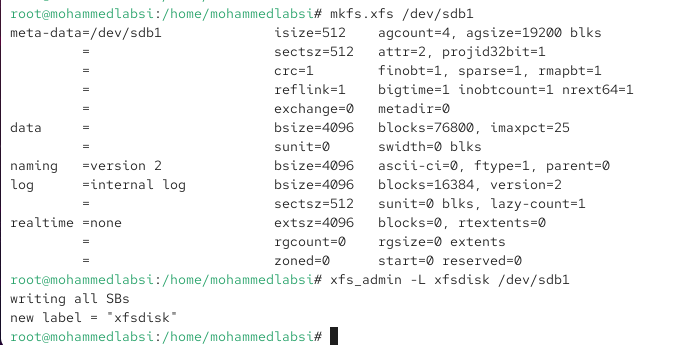 root@mohammedlabsi:/home/mohammedlabsi# mkfs.xfs /dev/sdb1
meta-data=/dev/sdb1              isize=512    agcount=4, agsize=19200 blks
         =                       sectsz=512   attr=2, projid32bit=1
         =                       crc=1        finobt=1, sparse=1, rmapbt=1
         =                       reflink=1    bigtime=1 inobtcount=1 nrext64=1
         =                       exchange=0   metadir=0
data     =                       bsize=4096   blocks=76800, imaxpct=25
         =                       sunit=0      swidth=0 blks
naming   =version 2              bsize=4096   ascii-ci=0, ftype=1, parent=0
log      =internal log           bsize=4096   blocks=16384, version=2
         =                       sectsz=512   sunit=0 blks, lazy-count=1
realtime =none                   extsz=4096   blocks=0, rtextents=0
         =                       rgcount=0    rgsize=0 extents
         =                       zoned=0      start=0 reserved=0
root@mohammedlabsi:/home/mohammedlabsi# xfs_admin -L xfsdisk /dev/sdb1
writing all SBs
new label = "xfsdisk"
root@mohammedlabsi:/home/mohammedlabsi#